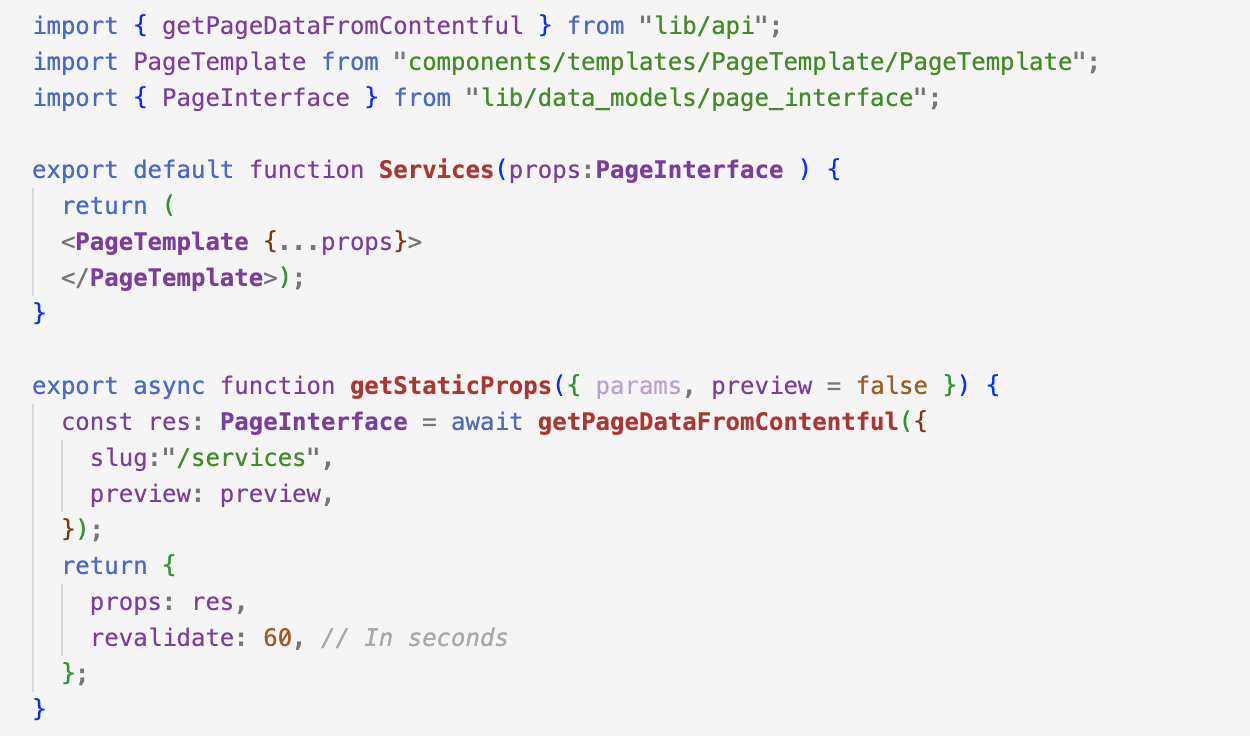 import { getPageDataFromContentful } from "lib/api";
import PageTemplate from "components/templates/PageTemplate/PageTemplate";
import { PageInterface } from "lib/data_models/page_interface";

export default function Services(props:PageInterface ) {
  return (
  <PageTemplate {...props}>
  </PageTemplate>);
}

export async function getStaticProps({ params, preview = false }) {
  const res: PageInterface = await getPageDataFromContentful({
    slug:"/services",
    preview: preview,
  });
  return {
    props: res,
    revalidate: 60, // In seconds
  };
}